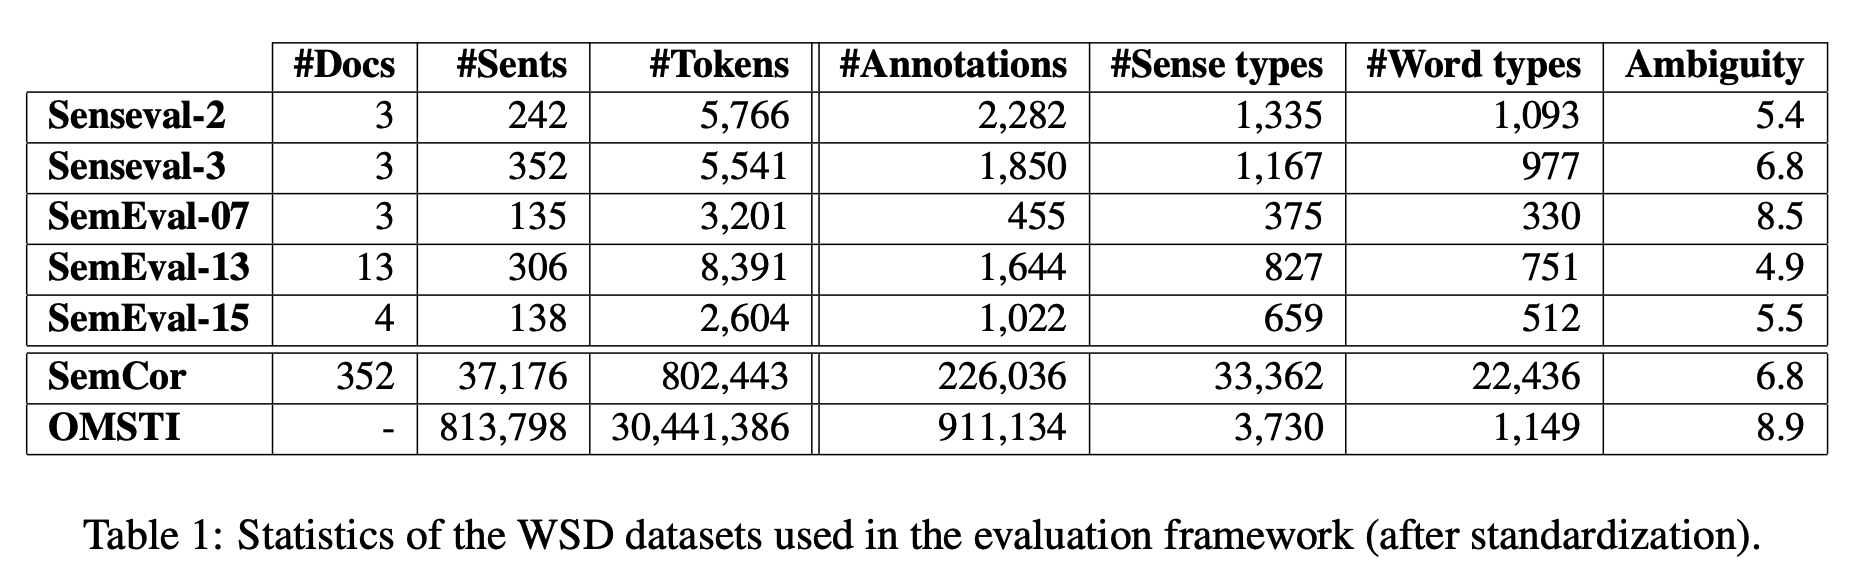 #Docs #Sents #Tokens #Annotations #Sense types #Word types Ambiguity
Senseval-2 3 242 5,766 2,282 1,335 1,093 5.4
Senseval-3 3 352 5,541 1,850 1,167 977 6.8
SemEval-07 3 135 3,201 455 375 330 8.5
SemEval-13 13 306 8,391 1,644 827 751 4.9
SemEval-15 4 138 2,604 1,022 659 512 5.5
SemCor 352 37,176 802,443 226,036 33,362 22,436 6.8
OMSTI - 813,798 30,441,386 911,134 3,730 1,149 8.9
Table 1: Statistics of the WSD datasets used in the evaluation framework (after standardization).